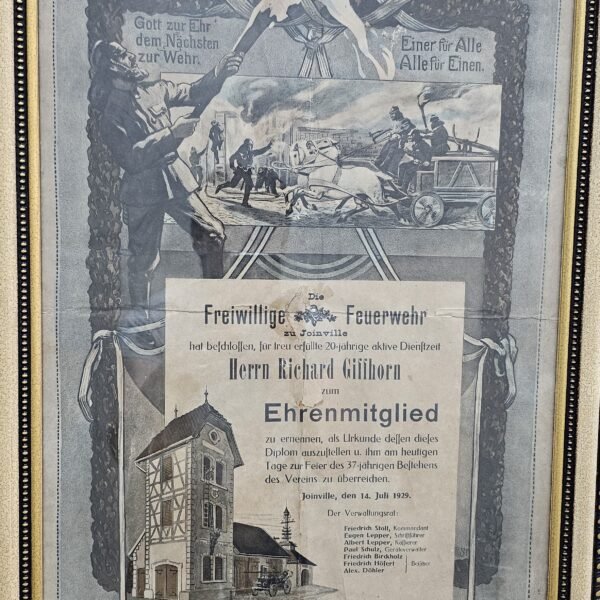 Gott zur Ehr'
dem Nächsten
zur Wehr.
Einer für Alle
Alle für Einen.
Die
Freiwillige Feuerwehr
zu Joinville
hat beſchloſſen, für treu erfüllte 20-jährige aktive Dienſtzeit
Herrn Richard Giffhorn
zum
Ehrenmitglied
zu ernennen, als Urkunde deſſen dieſes
Diplom auszuſtellen u. ihm am heutigen
Tage zur Feier des 37-jährigen Beſtehens
des Vereins zu überreichen.
Joinville, den 14. Juli 1929.
Der Verwaltungsrat:
Friedrich Stoll, Kommandant
Eugen Lepper, Schriftführer
Albert Lepper, Kaſſierer
Paul Schulz, Geräteverwalter
Friedrich Birckholz
Friedrich Höfert } Beiſitzer
Alex. Döhler